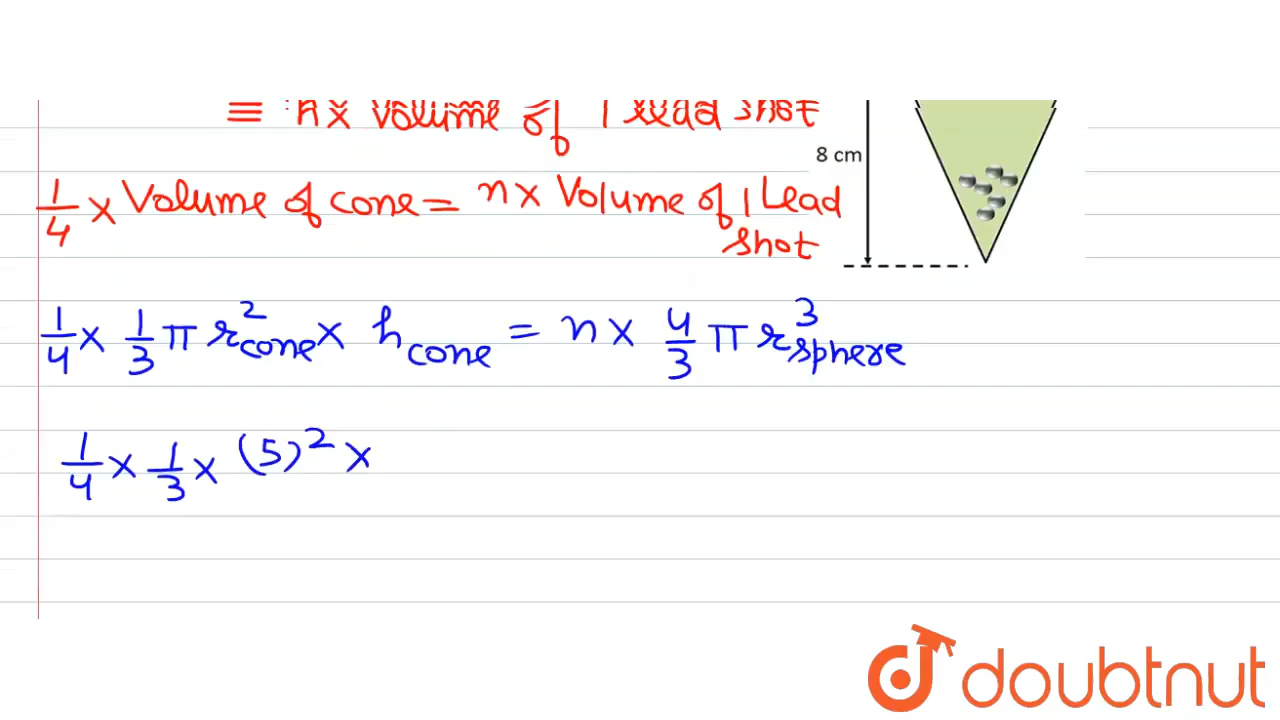 = n x Volume of 1 lead shot
8 cm
1/4 x Volume of cone = n x Volume of 1 Lead
shot
1/4 x 1/3 π r²cone x hcone = n x 4/3 π r³sphere
1/4 x 1/3 x (5)² x
doubtnut